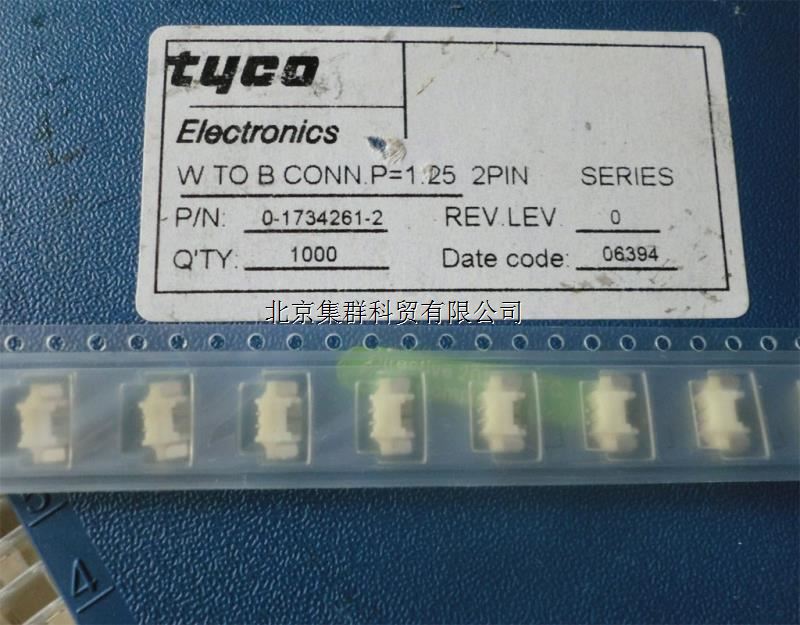 tyco
Electronics
W TO B CONN.P=1.25 2PIN SERIES
P/N: 0-1734261-2 REV.LEV. 0
Q'TY: 1000 Date code: 06394
北京集群科贸有限公司
5
4